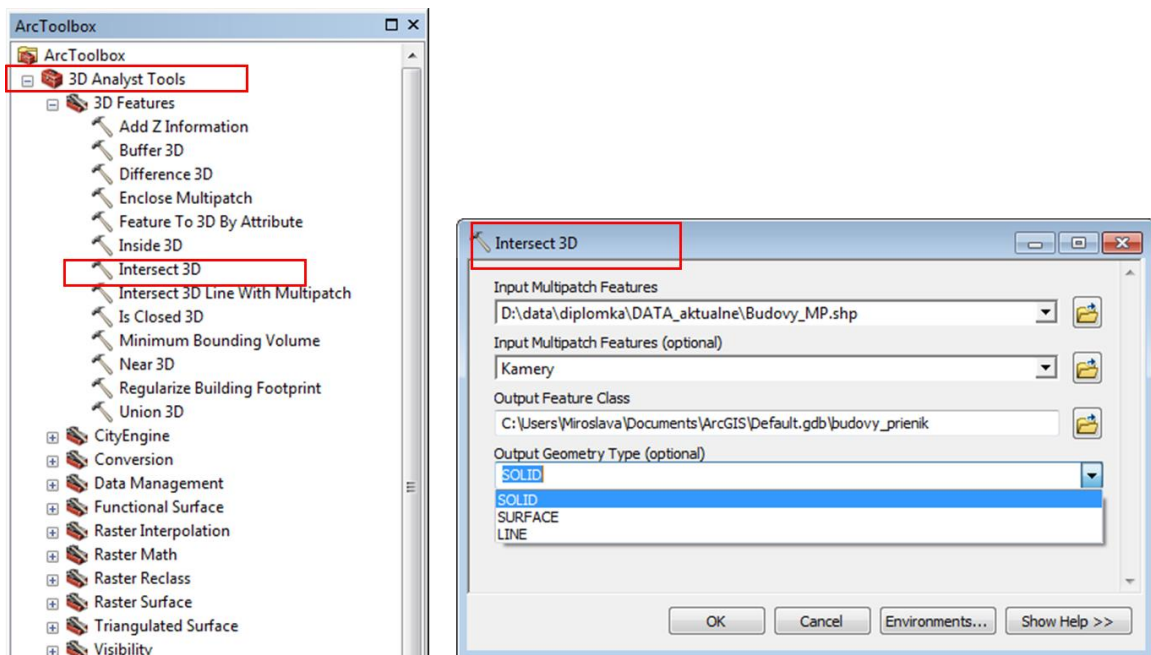 ArcToolbox
ArcToolbox
3D Analyst Tools
3D Features
Add Z Information
Buffer 3D
Difference 3D
Enclose Multipatch
Feature To 3D By Attribute
Inside 3D
Intersect 3D
Intersect 3D Line With Multipatch
Is Closed 3D
Minimum Bounding Volume
Near 3D
Regularize Building Footprint
Union 3D
CityEngine
Conversion
Data Management
Functional Surface
Raster Interpolation
Raster Math
Raster Reclass
Raster Surface
Triangulated Surface
Visibility
Intersect 3D
Input Multipatch Features
D:\data\diplomka\DATA_aktualne\Budovy_MP.shp
Input Multipatch Features (optional)
Kamery
Output Feature Class
C:\Users\Miroslava\Documents\ArcGIS\Default.gdb\budovy_prienik
Output Geometry Type (optional)
SOLID
SOLID
SURFACE
LINE
OK Cancel Environments... Show Help >>